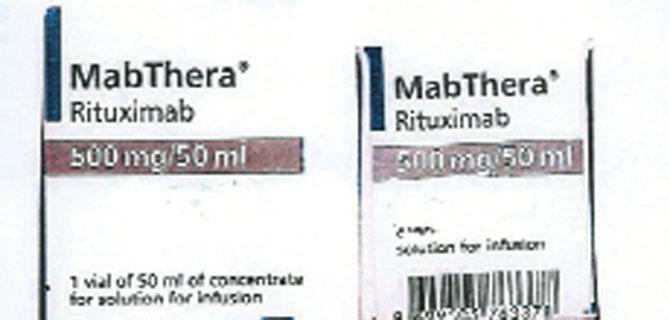 MabThera®
Rituximab
500 mg/50 ml
1 vial of 50 ml of concentrate
for solution for infusion
MabThera®
Rituximab
500 mg/50 ml
solution for infusion